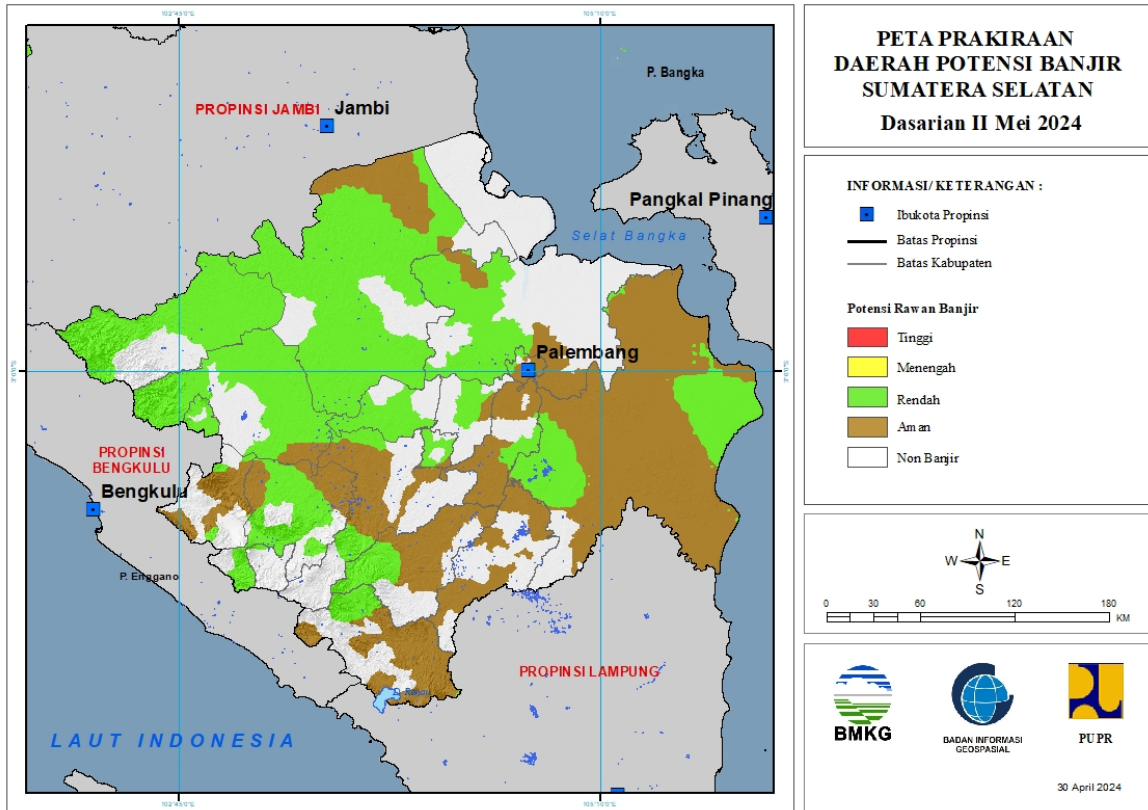 PETA PRAKIRAAN
DAERAH POTENSI BANJIR
SUMATERA SELATAN
Dasarian II Mei 2024
INFORMASI/ KETERANGAN :
Ibukota Propinsi
Batas Propinsi
Batas Kabupaten
Potensi Rawan Banjir
Tinggi
Menengah
Rendah
Aman
Non Banjir
N
W E
S
0 30 60 120 180
KM
BMKG
BADAN INFORMASI
GEOSPASIAL
PUPR
30 April 2024
P. Bangka
PROPINSI JAMBI
Jambi
Pangkal Pinang
Selat Bangka
Palembang
PROPINSI
BENGKULU
Bengkulu
P. Enggano
PROPINSI LAMPUNG
D. Ranau
LAUT INDONESIA